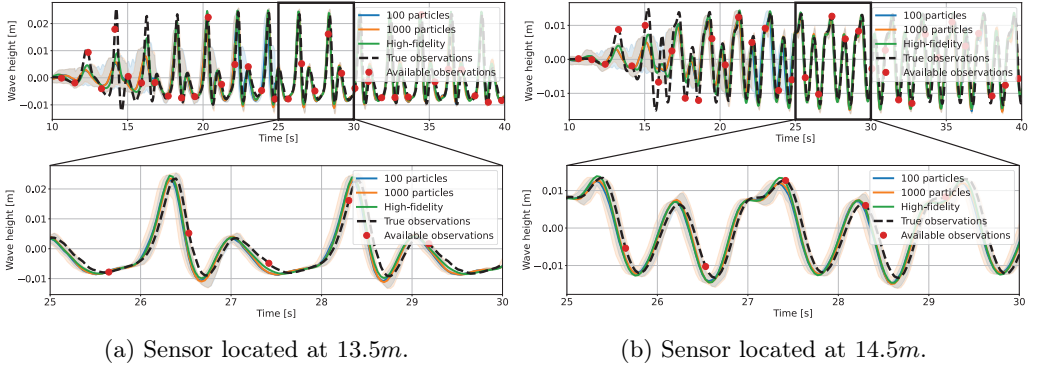 Wave height [m]
0.02
0.01
0.00
−0.01
100 particles
1000 particles
High-fidelity
True observations
Available observations
10 15 20 25 30 35 40
Time [s]
Wave height [m]
0.01
0.00
−0.01
100 particles
1000 particles
High-fidelity
True observations
Available observations
10 15 20 25 30 35 40
Time [s]
Wave height [m]
0.02
0.01
0.00
−0.01
100 particles
1000 particles
High-fidelity
True observations
Available observations
25 26 27 28 29 30
Time [s]
Wave height [m]
0.01
0.00
−0.01
100 particles
1000 particles
High-fidelity
True observations
Available observations
25 26 27 28 29 30
Time [s]
(a) Sensor located at 13.5m.
(b) Sensor located at 14.5m.